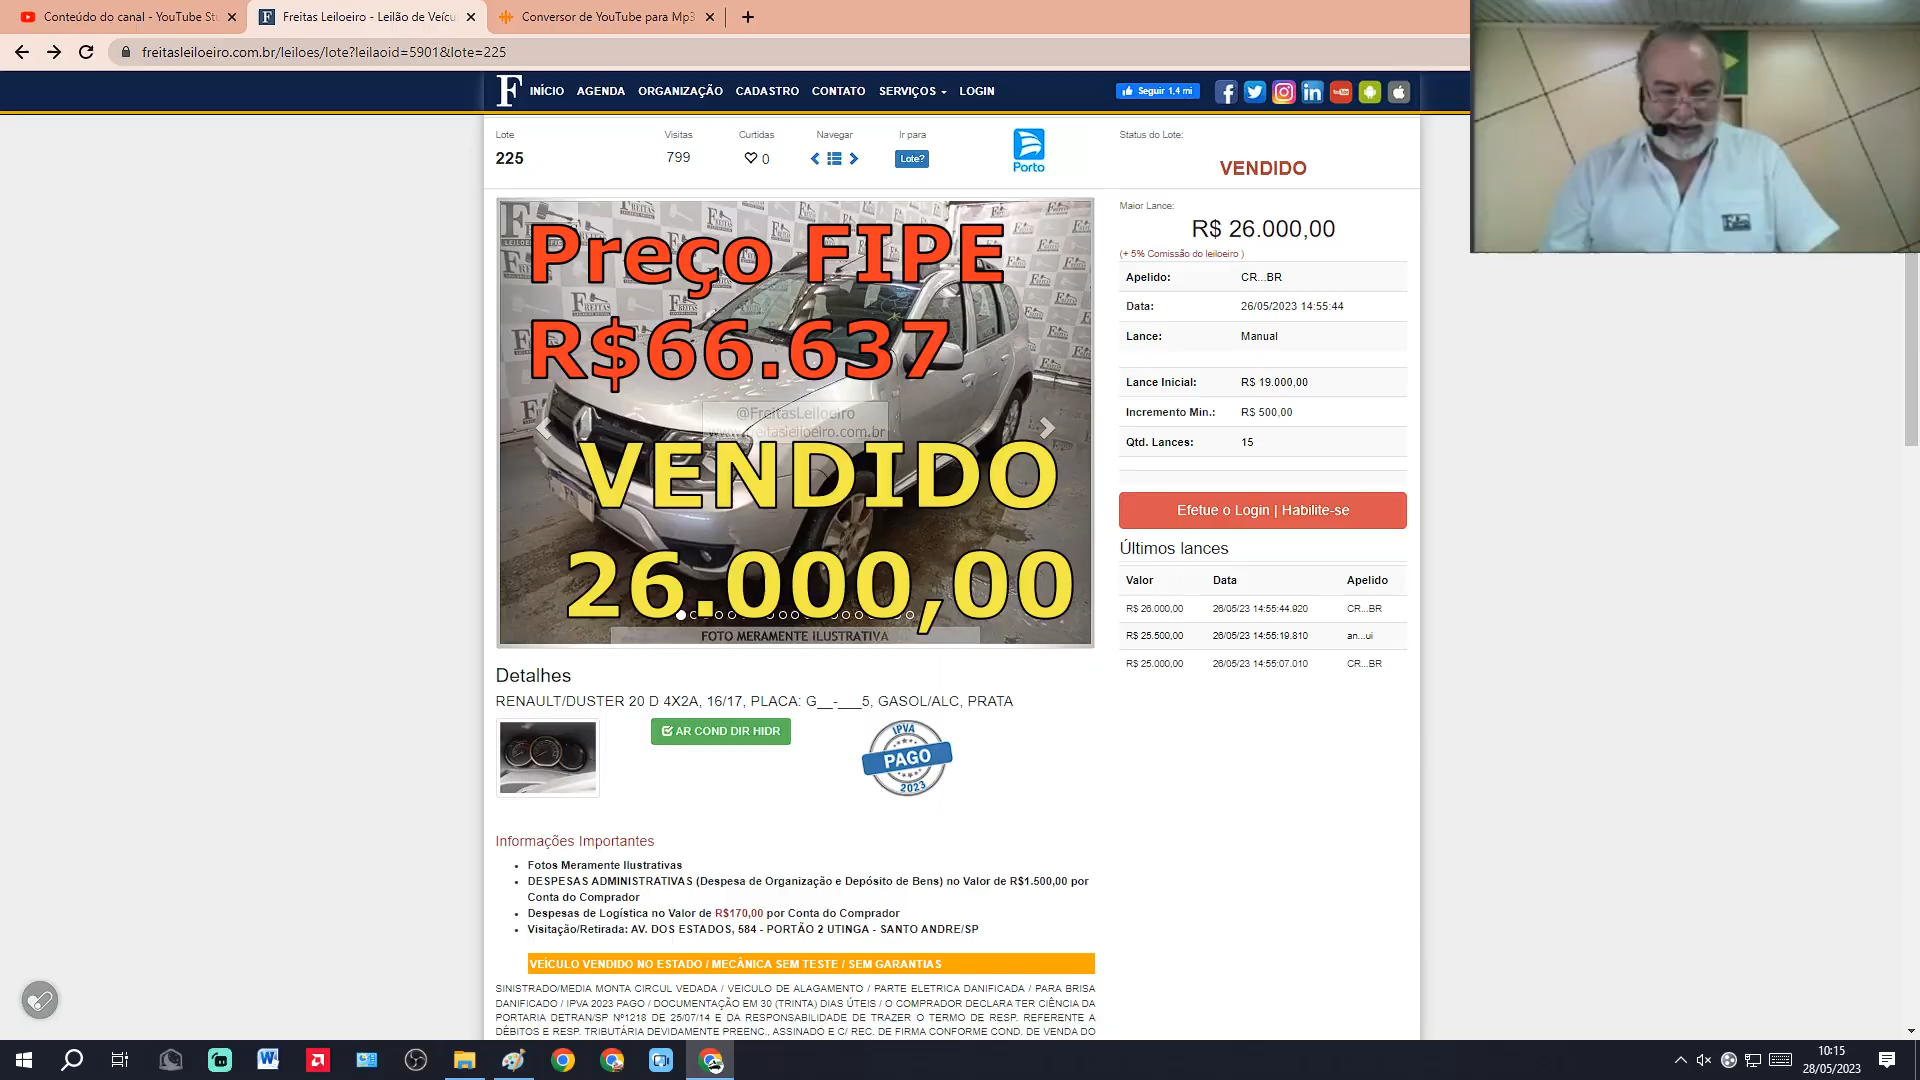 Conteúdo do canal - YouTube Stu
Freitas Leiloeiro - Leilão de Veícu
Conversor de YouTube para Mp3
freitasleiloeiro.com.br/leiloes/lote?leilaoid=5901&lote=225
INÍCIO AGENDA ORGANIZAÇÃO CADASTRO CONTATO SERVIÇOS LOGIN
Seguir 1,4 mi
Lote
225
Visitas
799
Curtidas
0
Navegar
Ir para
Lote?
Porto
Status do Lote:
VENDIDO
Preço FIPE
R$66.637
@FreitasLeiloeiro
www.freitasleiloeiro.com.br
VENDIDO
26.000,00
FOTO MERAMENTE ILUSTRATIVA
Maior Lance:
R$ 26.000,00
(+ 5% Comissão do leiloeiro )
Apelido: CR...BR
Data: 26/05/2023 14:55:44
Lance: Manual
Lance Inicial: R$ 19.000,00
Incremento Min.: R$ 500,00
Qtd. Lances: 15
Efetue o Login | Habilite-se
Últimos lances
Valor Data Apelido
R$ 26.000,00 26/05/23 14:55:44.920 CR...BR
R$ 25.500,00 26/05/23 14:55:19.810 an...ui
R$ 25.000,00 26/05/23 14:55:07.010 CR...BR
Detalhes
RENAULT/DUSTER 20 D 4X2A, 16/17, PLACA: G__-___5, GASOL/ALC, PRATA
AR COND DIR HIDR
IPVA
PAGO
2023
Informações Importantes
Fotos Meramente Ilustrativas
DESPESAS ADMINISTRATIVAS (Despesa de Organização e Depósito de Bens) no Valor de R$1.500,00 por
Conta do Comprador
Despesas de Logística no Valor de R$170,00 por Conta do Comprador
Visitação/Retirada: AV. DOS ESTADOS, 584 - PORTÃO 2 UTINGA - SANTO ANDRE/SP
VEÍCULO VENDIDO NO ESTADO / MECÂNICA SEM TESTE / SEM GARANTIAS
SINISTRADO/MEDIA MONTA CIRCUL VEDADA / VEICULO DE ALAGAMENTO / PARTE ELETRICA DANIFICADA / PARA BRISA
DANIFICADO / IPVA 2023 PAGO / DOCUMENTAÇÃO EM 30 (TRINTA) DIAS ÚTEIS / O COMPRADOR DECLARA TER CIÊNCIA DA
PORTARIA DETRAN/SP Nº1218 DE 25/07/14 E DA RESPONSABILIDADE DE TRAZER O TERMO DE RESP. REFERENTE A
DÉBITOS E RESP. TRIBUTÁRIA DEVIDAMENTE PREENC., ASSINADO E C/ REC. DE FIRMA CONFORME COND. DE VENDA DO
10:15
28/05/2023